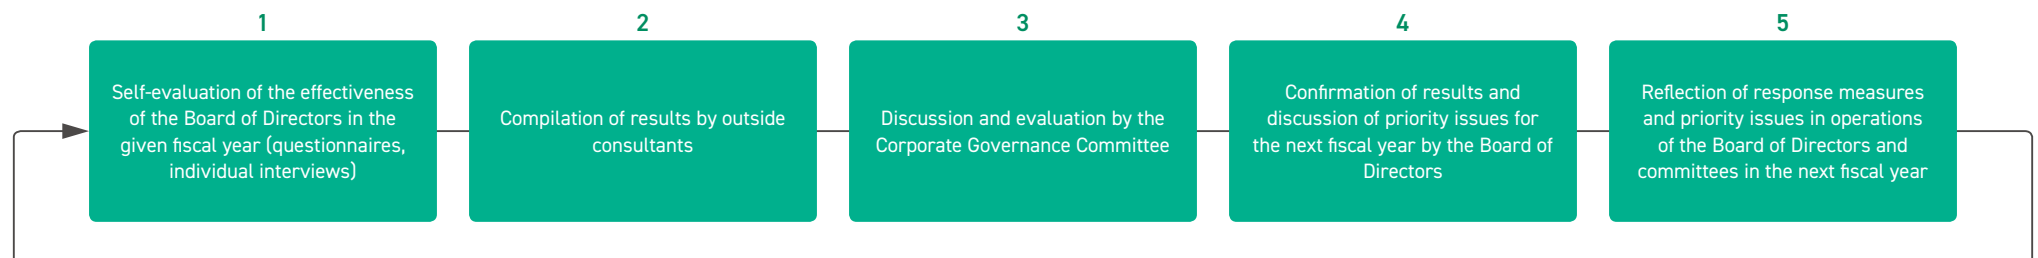 1
Self-evaluation of the effectiveness
of the Board of Directors in the
given fiscal year (questionnaires,
individual interviews)
2
Compilation of results by outside
consultants
3
Discussion and evaluation by the
Corporate Governance Committee
4
Confirmation of results and
discussion of priority issues for
the next fiscal year by the Board of
Directors
5
Reflection of response measures
and priority issues in operations
of the Board of Directors and
committees in the next fiscal year